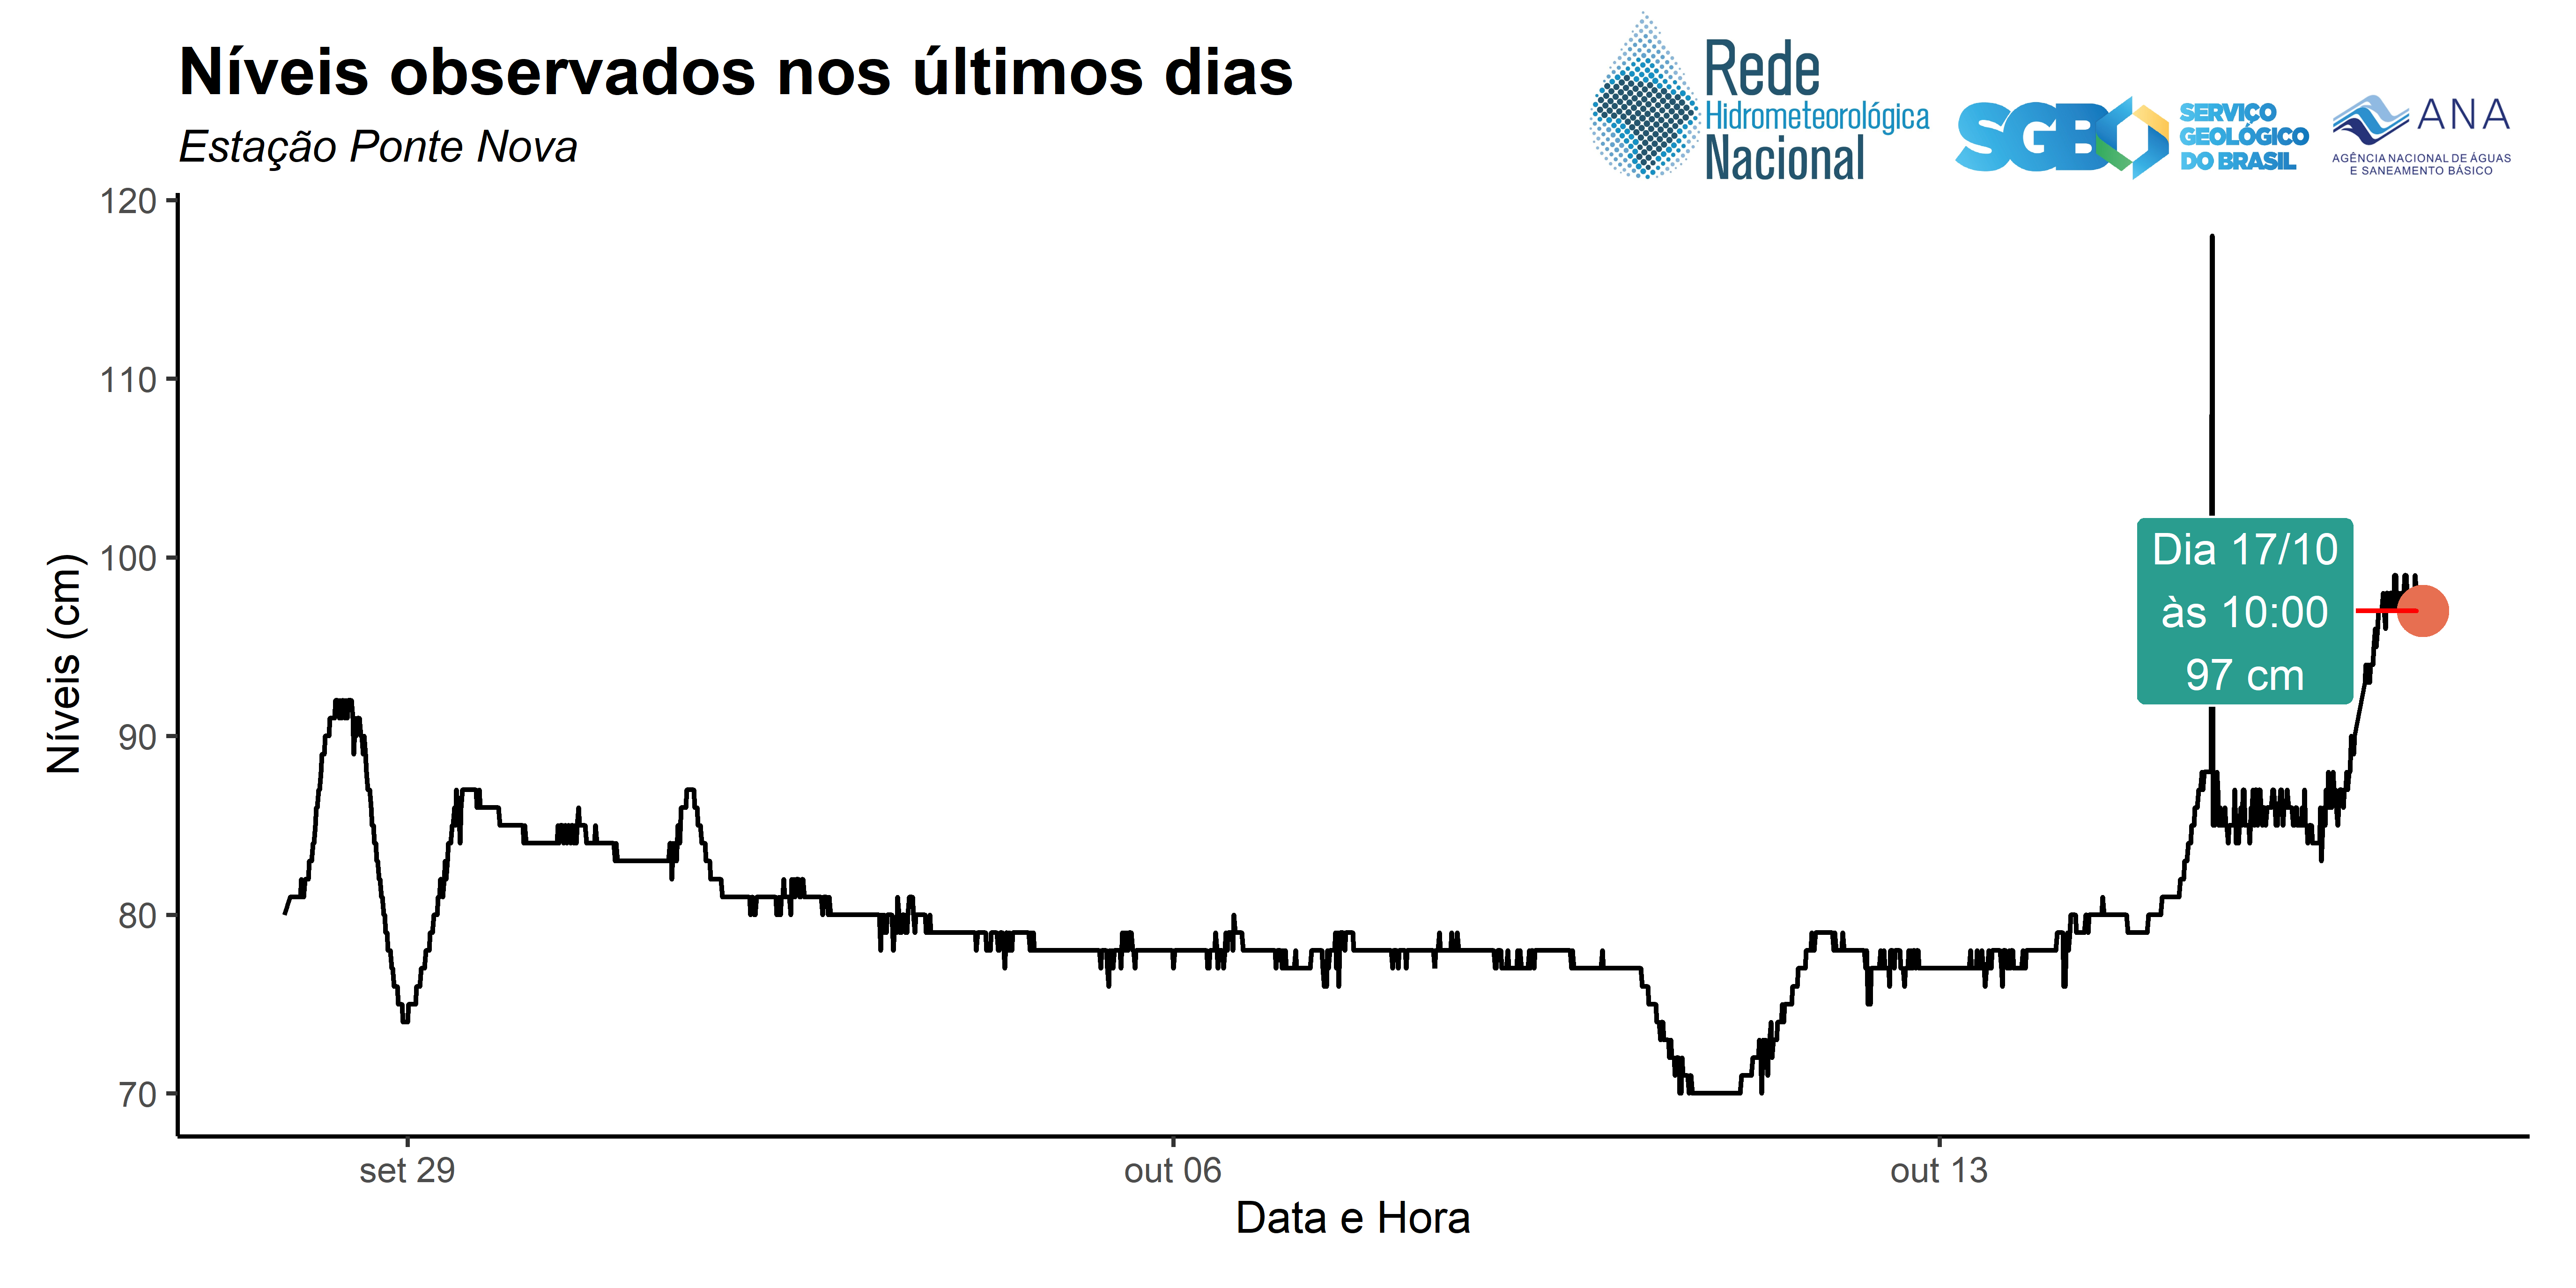 Níveis observados nos últimos dias
Estação Ponte Nova
Rede
Hidrometeorológica
Nacional
SGB
SERVIÇO
GEOLÓGICO
DO BRASIL
ANA
AGÊNCIA NACIONAL DE ÁGUAS
E SANEAMENTO BÁSICO
Níveis (cm)
120
110
100
90
80
70
Dia 17/10
às 10:00
97 cm
set 29
out 06
out 13
Data e Hora